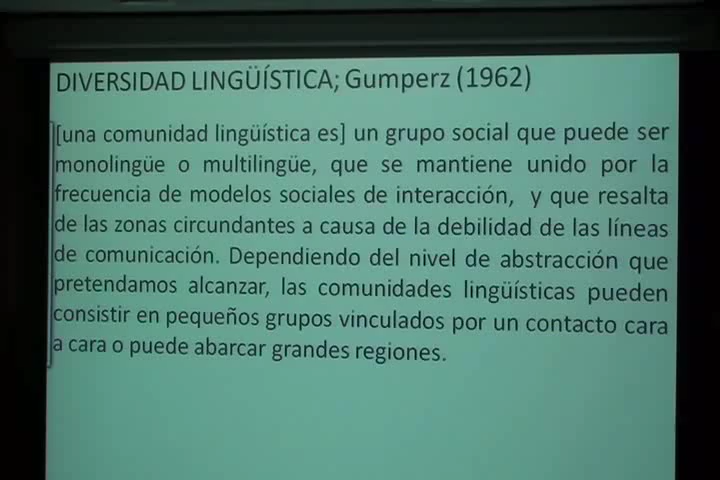 DIVERSIDAD LINGÜÍSTICA; Gumperz (1962)
[una comunidad lingüística es] un grupo social que puede ser
monolingüe o multilingüe, que se mantiene unido por la
frecuencia de modelos sociales de interacción, y que resalta
de las zonas circundantes a causa de la debilidad de las líneas
de comunicación. Dependiendo del nivel de abstracción que
pretendamos alcanzar, las comunidades lingüísticas pueden
consistir en pequeños grupos vinculados por un contacto cara
a cara o puede abarcar grandes regiones.